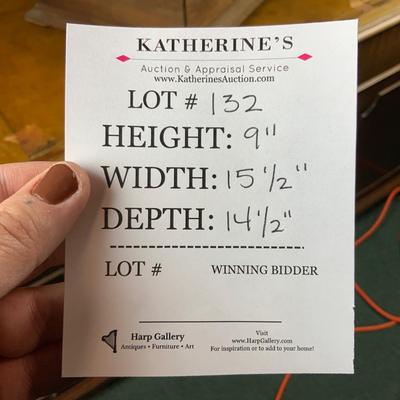 KATHERINE'S
Auction & Appraisal Service
www.KatherinesAuction.com
LOT # 132
HEIGHT: 9"
WIDTH: 15 1/2"
DEPTH: 14 1/2"
LOT # WINNING BIDDER
Harp Gallery
Antiques • Furniture • Art
Visit
www.HarpGallery.com
For inspiration or to add to your home!